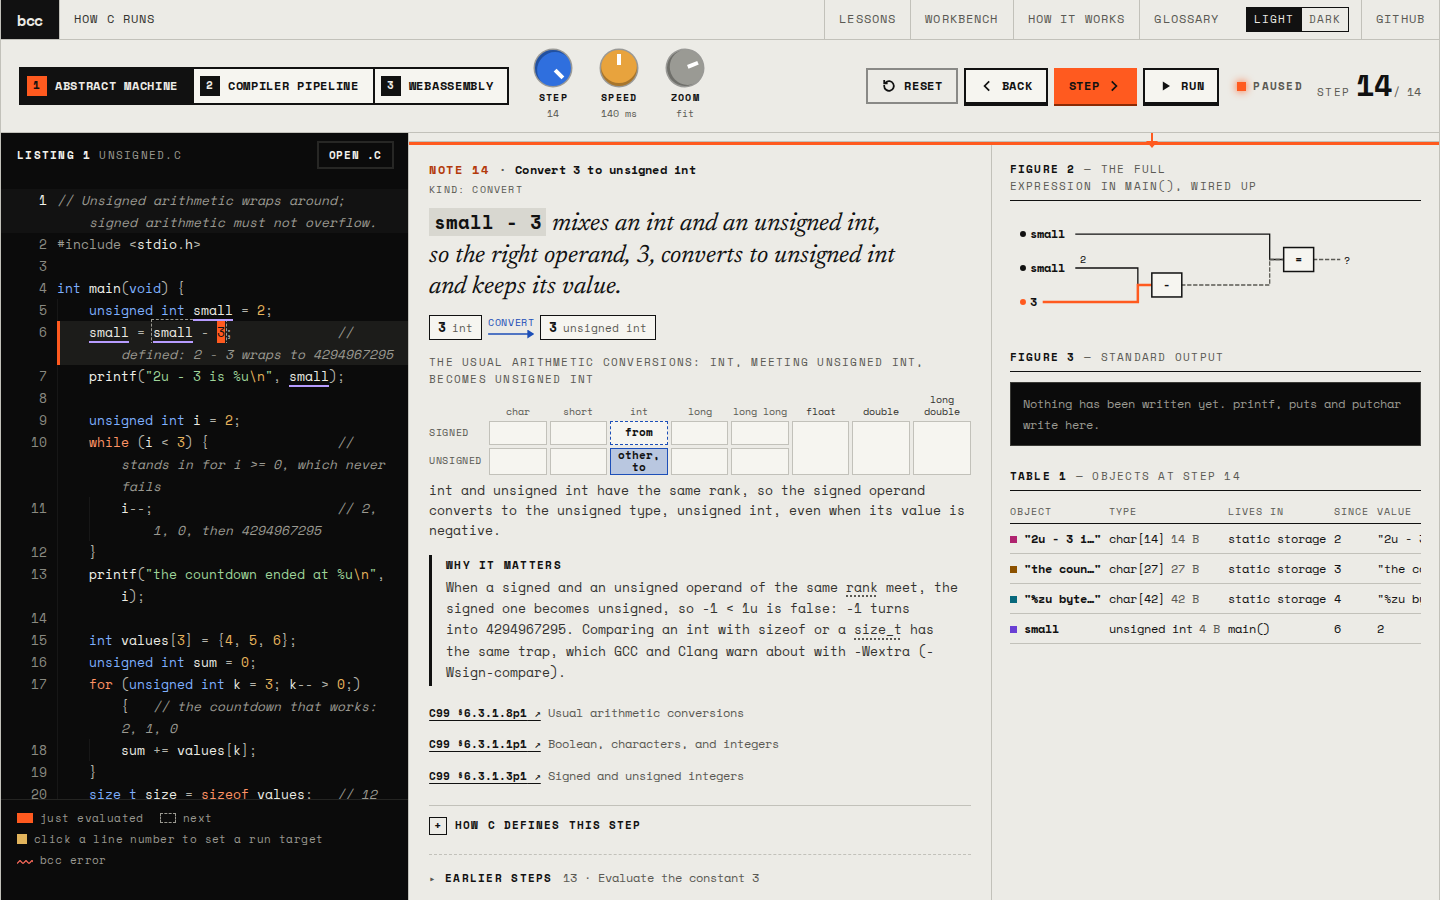 bcc HOW C RUNS LESSONS WORKBENCH HOW IT WORKS GLOSSARY LIGHT DARK GITHUB
1 ABSTRACT MACHINE 2 COMPILER PIPELINE 3 WEBASSEMBLY
STEP SPEED ZOOM
14 140 ms fit
RESET BACK STEP RUN PAUSED STEP 14 / 14
LISTING 1 UNSIGNED.C OPEN .C
1 // Unsigned arithmetic wraps around;
signed arithmetic must not overflow.
2 #include <stdio.h>
3
4 int main(void) {
5 unsigned int small = 2;
6 small = small - 3; //
defined: 2 - 3 wraps to 4294967295
7 printf("2u - 3 is %u\n", small);
8
9 unsigned int i = 2;
10 while (i < 3) { //
stands in for i >= 0, which never
fails
11 i--; // 2,
1, 0, then 4294967295
12 }
13 printf("the countdown ended at %u\n",
i);
14
15 int values[3] = {4, 5, 6};
16 unsigned int sum = 0;
17 for (unsigned int k = 3; k-- > 0;)
{ // the countdown that works:
2, 1, 0
18 sum += values[k];
19 }
20 size_t size = sizeof values; // 12
just evaluated next
click a line number to set a run target
bcc error
NOTE 14 · Convert 3 to unsigned int
KIND: CONVERT
small - 3 mixes an int and an unsigned int,
so the right operand, 3, converts to unsigned int
and keeps its value.
3 int CONVERT 3 unsigned int
THE USUAL ARITHMETIC CONVERSIONS: INT, MEETING UNSIGNED INT,
BECOMES UNSIGNED INT
char short int long long long float double long double
SIGNED from
UNSIGNED other, to
int and unsigned int have the same rank, so the signed operand
converts to the unsigned type, unsigned int, even when its value is
negative.
WHY IT MATTERS
When a signed and an unsigned operand of the same rank meet, the
signed one becomes unsigned, so -1 < 1u is false: -1 turns
into 4294967295. Comparing an int with sizeof or a size_t has
the same trap, which GCC and Clang warn about with -Wextra (-
Wsign-compare).
C99 §6.3.1.8p1 ↗ Usual arithmetic conversions
C99 §6.3.1.1p1 ↗ Boolean, characters, and integers
C99 §6.3.1.3p1 ↗ Signed and unsigned integers
+ HOW C DEFINES THIS STEP
▸ EARLIER STEPS 13 · Evaluate the constant 3
FIGURE 2 — THE FULL
EXPRESSION IN MAIN(), WIRED UP
small
small 2
3
-
= ?
FIGURE 3 — STANDARD OUTPUT
Nothing has been written yet. printf, puts and putchar
write here.
TABLE 1 — OBJECTS AT STEP 14
OBJECT TYPE LIVES IN SINCE VALUE
"2u - 3 i…" char[14] 14 B static storage 2 "2u - 3
"the coun…" char[27] 27 B static storage 3 "the co
"%zu byte…" char[42] 42 B static storage 4 "%zu by
small unsigned int 4 B main() 6 2